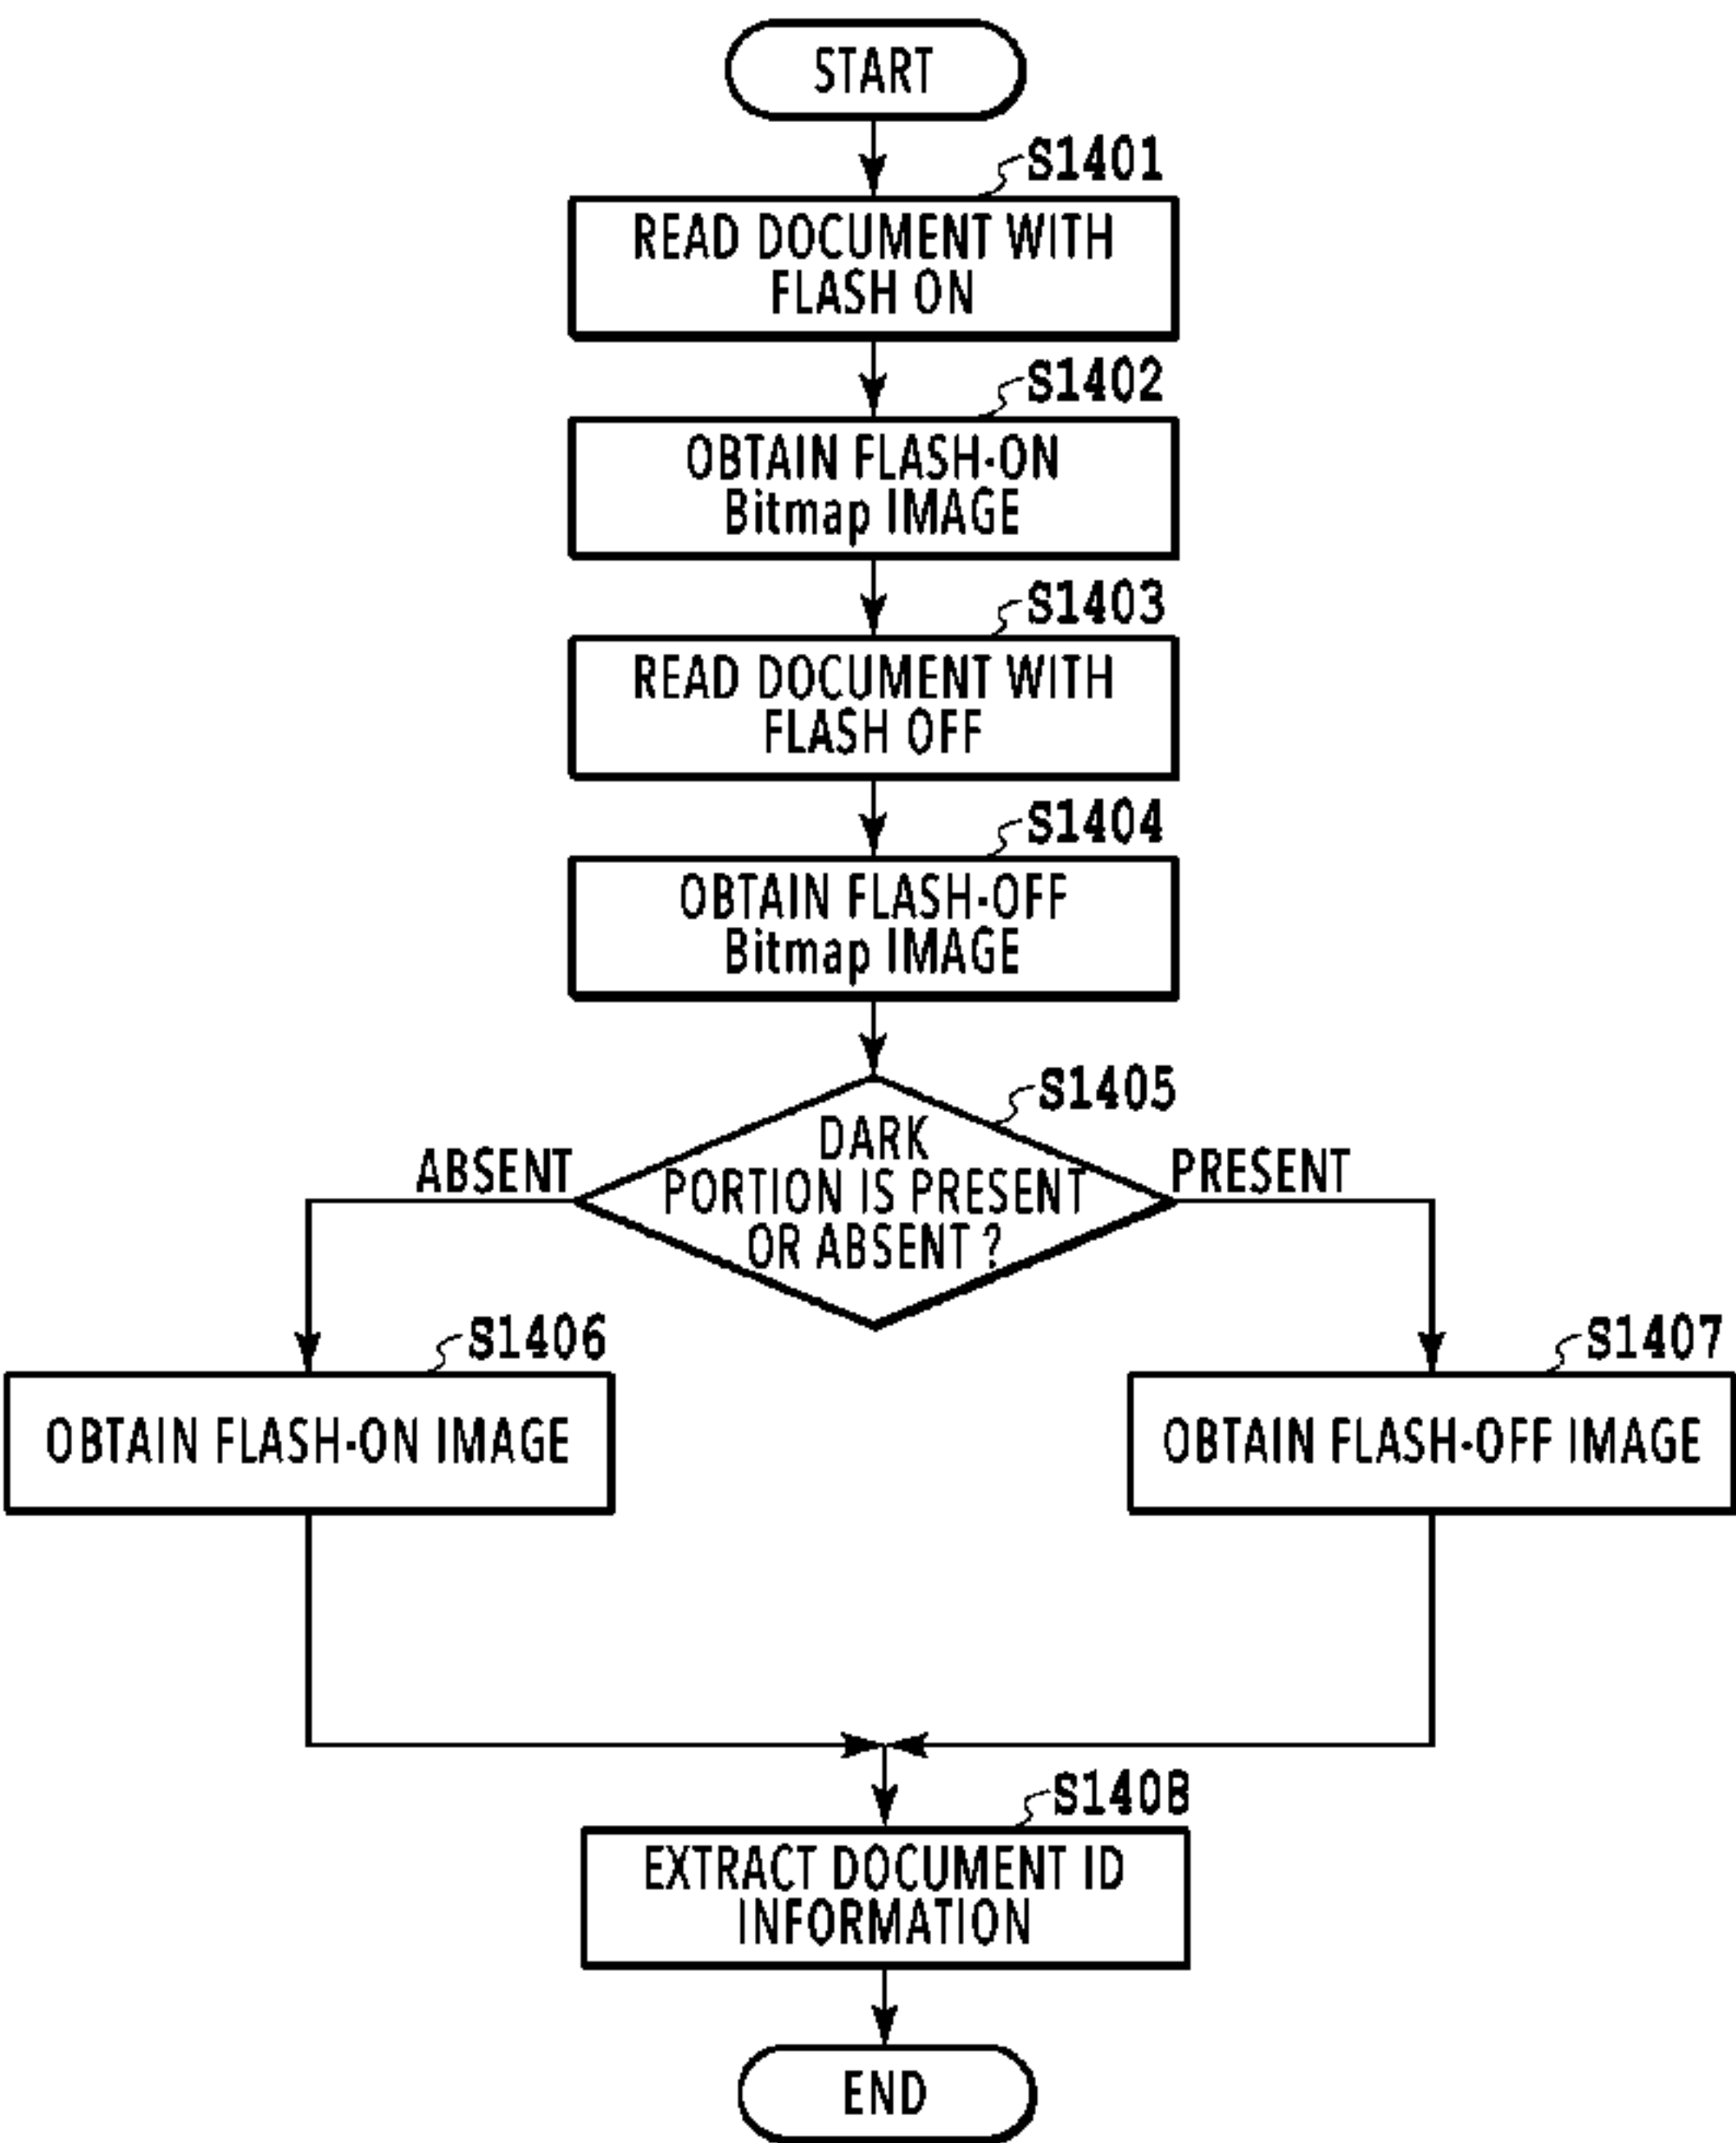 START
S1401
READ DOCUMENT WITH
FLASH ON
S1402
OBTAIN FLASH-ON
Bitmap IMAGE
S1403
READ DOCUMENT WITH
FLASH OFF
S1404
OBTAIN FLASH-OFF
Bitmap IMAGE
S1405
DARK
PORTION IS PRESENT
OR ABSENT ?
ABSENT
PRESENT
S1406
OBTAIN FLASH-ON IMAGE
S1407
OBTAIN FLASH-OFF IMAGE
S1408
EXTRACT DOCUMENT ID
INFORMATION
END